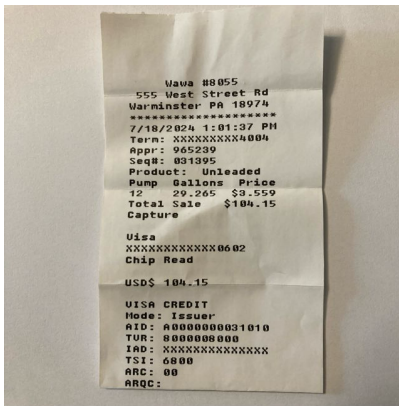 Wawa #8055
555 West Street Rd
Warminster PA 18974
*******************
7/18/2024 1:01:37 PM
Term: XXXXXXXXX4004
Appr: 965239
Seq#: 031395
Product: Unleaded
Pump Gallons Price
12 29.265 $3.559
Total Sale $104.15
Capture
Visa
XXXXXXXXXXXX0602
Chip Read
USD$ 104.15
VISA CREDIT
Mode: Issuer
AID: A0000000031010
TVR: 8000008000
IAD: XXXXXXXXXXXXXX
TSI: 6800
ARC: 00
ARQC: